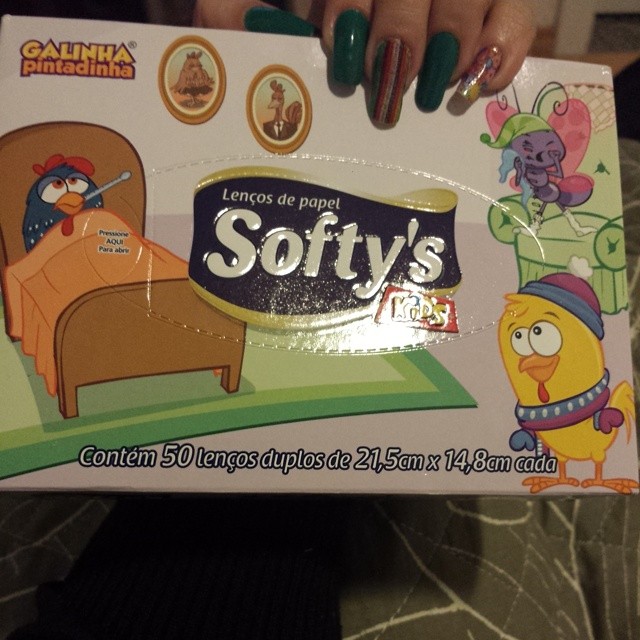 GALINHA®
pintadinha
Lenços de papel
Softy's
KiDS
Pressione
AQUI
Para abrir
Contém 50 lenços duplos de 21,5cm x 14,8cm cada